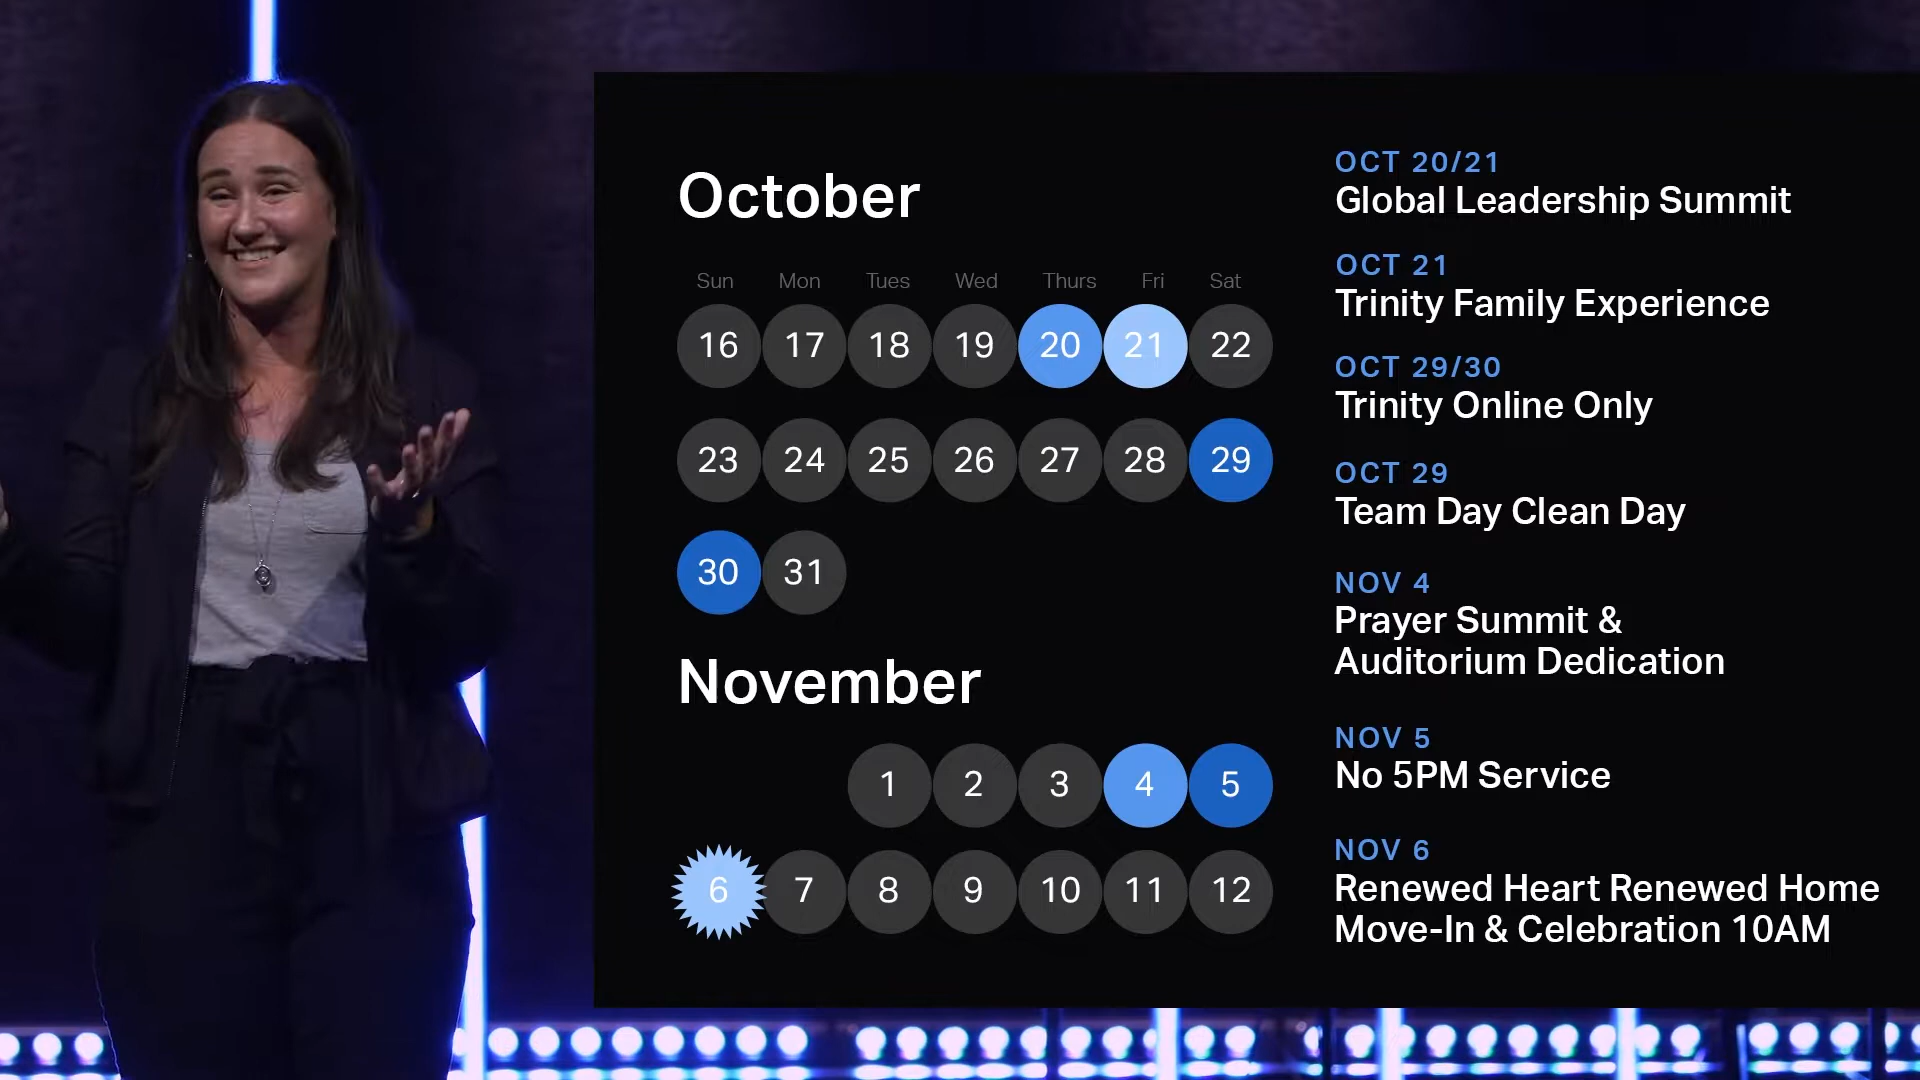 October
Sun Mon Tues Wed Thurs Fri Sat
16 17 18 19 20 21 22
23 24 25 26 27 28 29
30 31
November
1 2 3 4 5
6 7 8 9 10 11 12
OCT 20/21
Global Leadership Summit
OCT 21
Trinity Family Experience
OCT 29/30
Trinity Online Only
OCT 29
Team Day Clean Day
NOV 4
Prayer Summit &
Auditorium Dedication
NOV 5
No 5PM Service
NOV 6
Renewed Heart Renewed Home
Move-In & Celebration 10AM